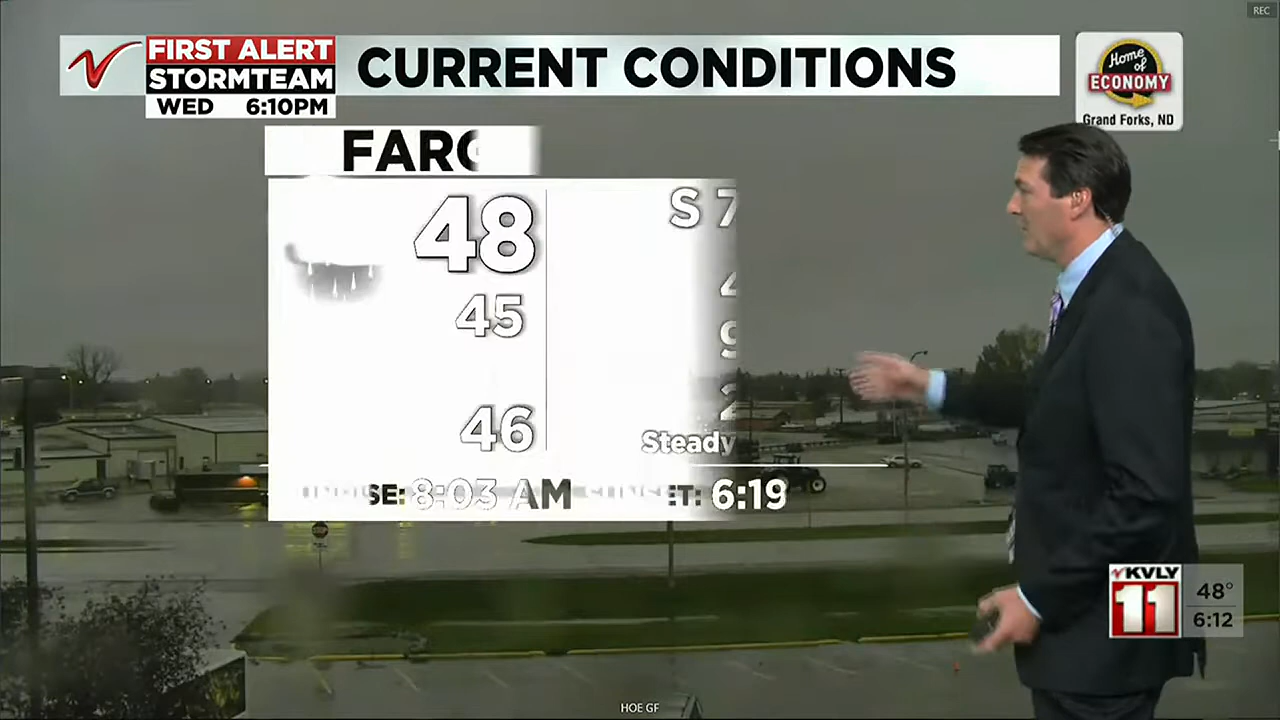 REC
FIRST ALERT
STORMTEAM
WED 6:10PM
CURRENT CONDITIONS
Home
of
ECONOMY
Grand Forks, ND
48
S 7
45
46
Steady
8:03 AM
6:19
KVLY
11
48°
6:12
HOE GF